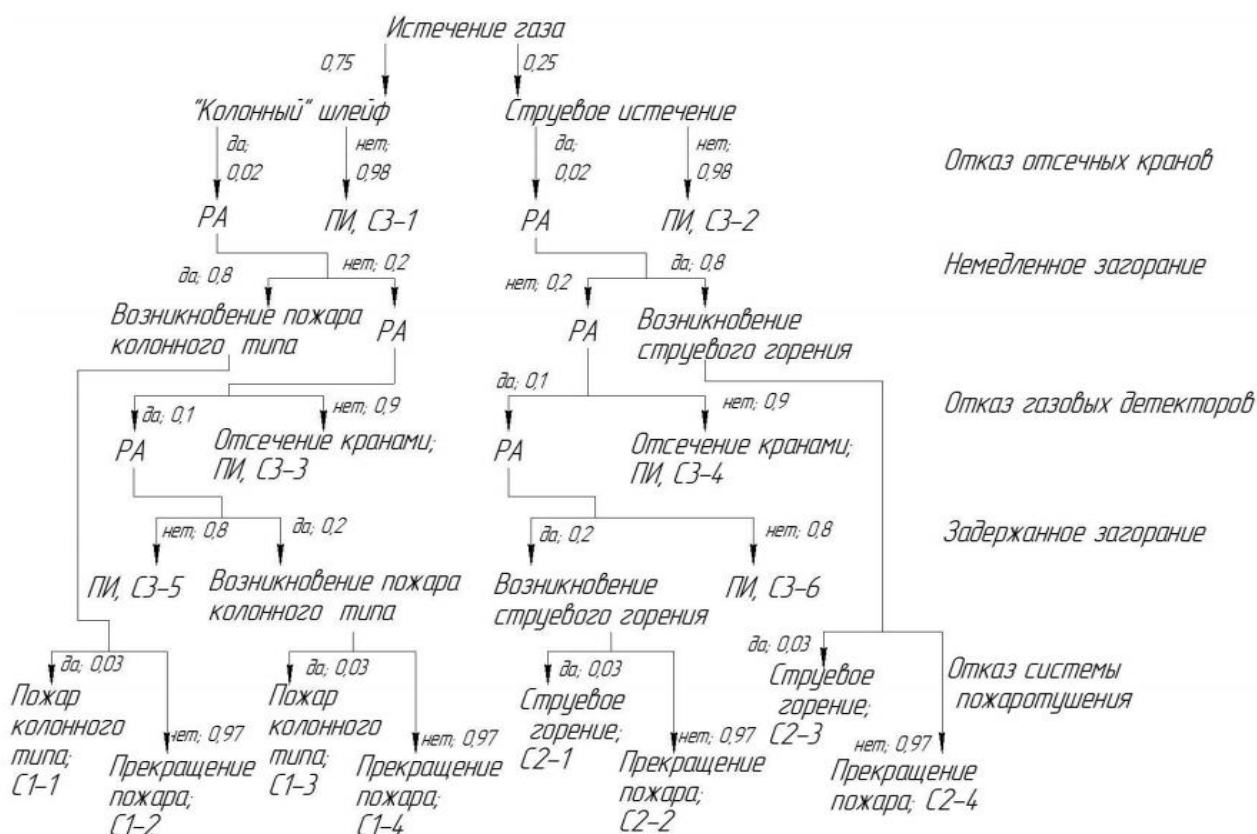 Истечение газа
0,75
0,25
"Колонный" шлейф
Струевое истечение
да;
0,02
нет;
0,98
да;
0,02
нет;
0,98
Отказ отсечных кранов
РА
ПИ, С3-1
РА
ПИ, С3-2
да; 0,8
нет; 0,2
нет; 0,2
да; 0,8
Немедленное загорание
Возникновение пожара
колонного типа
РА
РА
Возникновение
струевого горения
да; 0,1
нет; 0,9
да; 0,1
нет; 0,9
Отказ газовых детекторов
РА
Отсечение кранами;
ПИ, С3-3
РА
Отсечение кранами;
ПИ, С3-4
нет; 0,8
да; 0,2
да; 0,2
нет; 0,8
Задержанное загорание
ПИ, С3-5
Возникновение пожара
колонного типа
Возникновение
струевого горения
ПИ, С3-6
да; 0,03
да; 0,03
да; 0,03
да; 0,03
Отказ системы
пожаротушения
Пожар
колонного
типа;
С1-1
нет; 0,97
Прекращение
пожара;
С1-2
Пожар
колонного
типа;
С1-3
нет; 0,97
Прекращение
пожара;
С1-4
Струевое
горение;
С2-1
нет; 0,97
Прекращение
пожара;
С2-2
Струевое
горение;
С2-3
нет; 0,97
Прекращение
пожара; С2-4